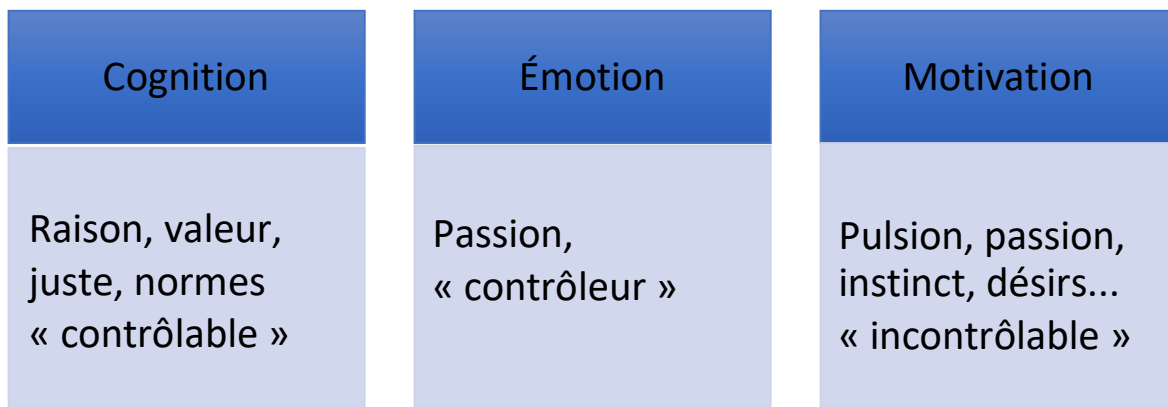 Cognition
Raison, valeur,
juste, normes
« contrôlable »
Émotion
Passion,
« contrôleur »
Motivation
Pulsion, passion,
instinct, désirs...
« incontrôlable »